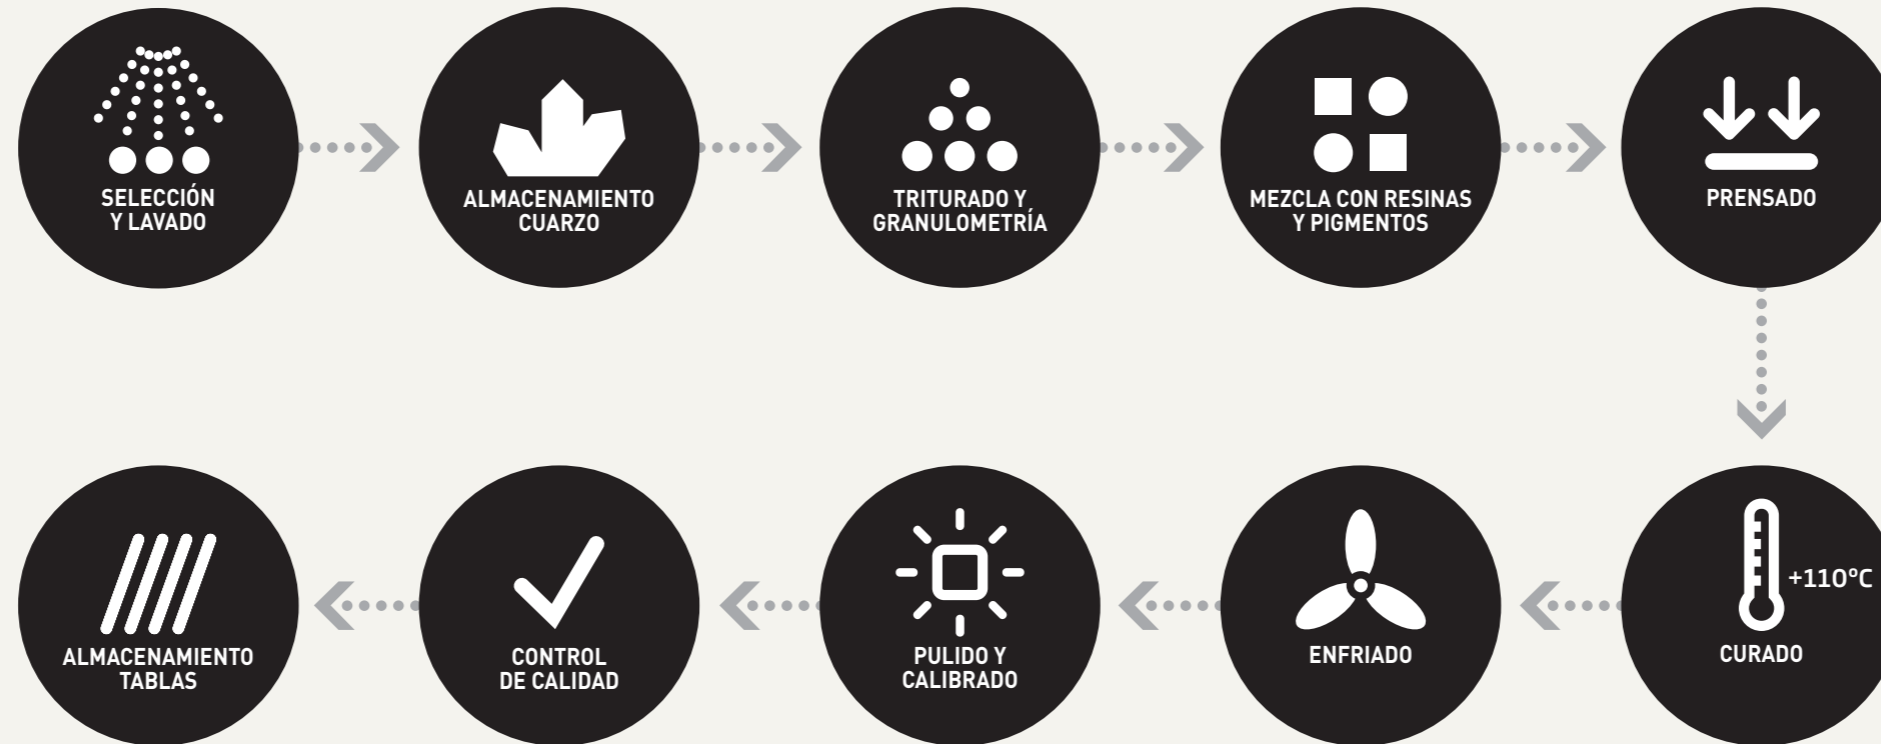 SELECCIÓN
Y LAVADO
ALMACENAMIENTO
CUARZO
TRITURADO Y
GRANULOMETRÍA
MEZCLA CON RESINAS
Y PIGMENTOS
PRENSADO
+110ºC
CURADO
ENFRIADO
PULIDO Y
CALIBRADO
CONTROL
DE CALIDAD
ALMACENAMIENTO
TABLAS